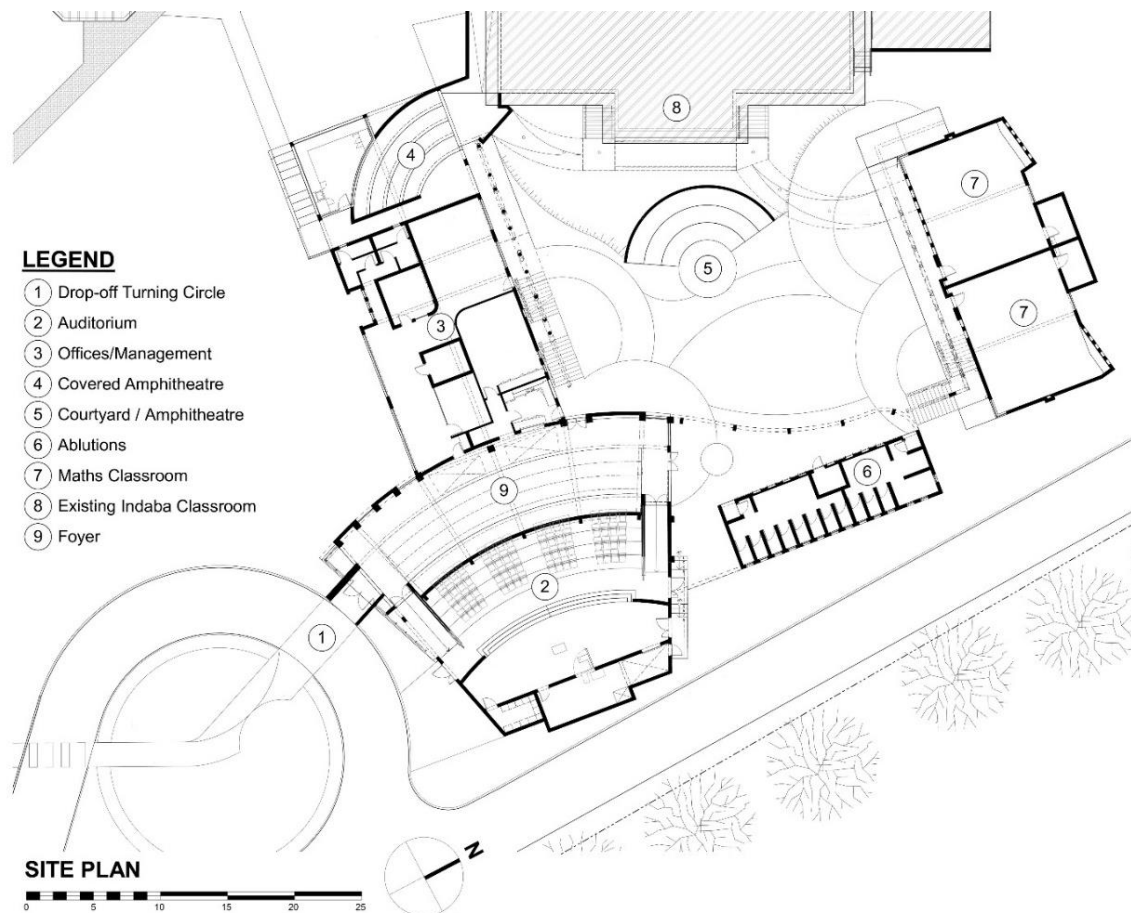 8
4
7
5
7
3
LEGEND
1 Drop-off Turning Circle
2 Auditorium
3 Offices/Management
4 Covered Amphitheatre
5 Courtyard / Amphitheatre
6 Ablutions
7 Maths Classroom
8 Existing Indaba Classroom
9 Foyer
6
9
2
1
N
SITE PLAN
0 5 10 15 20 25